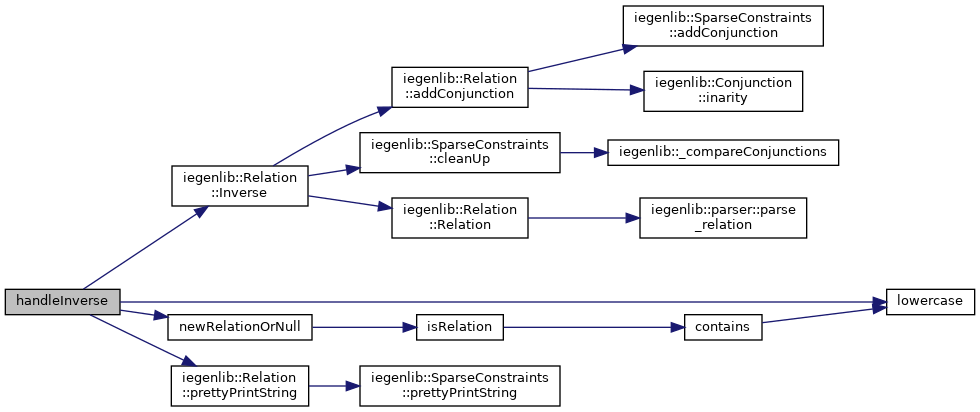 iegenlib::SparseConstraints
::addConjunction
iegenlib::Relation
::addConjunction
iegenlib::Conjunction
::inarity
iegenlib::SparseConstraints
::cleanUp
iegenlib::_compareConjunctions
iegenlib::Relation
::Inverse
iegenlib::Relation
::Relation
iegenlib::parser::parse
_relation
handleInverse
lowercase
newRelationOrNull
isRelation
contains
iegenlib::Relation
::prettyPrintString
iegenlib::SparseConstraints
::prettyPrintString